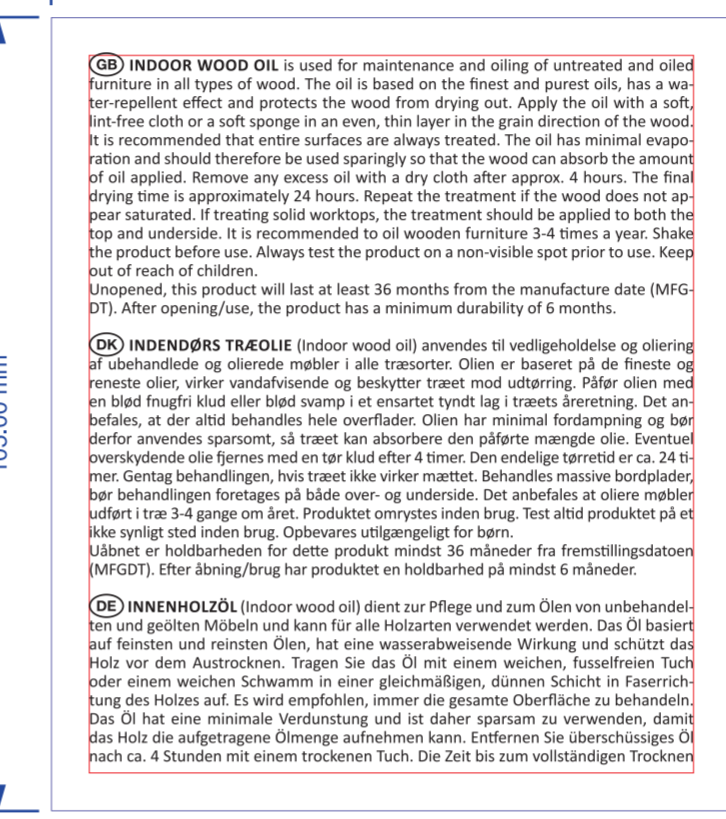 GB INDOOR WOOD OIL is used for maintenance and oiling of untreated and oiled
furniture in all types of wood. The oil is based on the finest and purest oils, has a wa-
ter-repellent effect and protects the wood from drying out. Apply the oil with a soft,
lint-free cloth or a soft sponge in an even, thin layer in the grain direction of the wood.
It is recommended that entire surfaces are always treated. The oil has minimal evapo-
ration and should therefore be used sparingly so that the wood can absorb the amount
of oil applied. Remove any excess oil with a dry cloth after approx. 4 hours. The final
drying time is approximately 24 hours. Repeat the treatment if the wood does not ap-
pear saturated. If treating solid worktops, the treatment should be applied to both the
top and underside. It is recommended to oil wooden furniture 3-4 times a year. Shake
the product before use. Always test the product on a non-visible spot prior to use. Keep
out of reach of children.
Unopened, this product will last at least 36 months from the manufacture date (MFG-
DT). After opening/use, the product has a minimum durability of 6 months.
DK INDENDØRS TRÆOLIE (Indoor wood oil) anvendes til vedligeholdelse og oliering
af ubehandlede og olierede møbler i alle træsorter. Olien er baseret på de fineste og
reneste olier, virker vandafvisende og beskytter træet mod udtørring. Påfør olien med
en blød fnugfri klud eller blød svamp i et ensartet tyndt lag i træets åreretning. Det an-
befales, at der altid behandles hele overflader. Olien har minimal fordampning og bør
derfor anvendes sparsomt, så træet kan absorbere den påførte mængde olie. Eventuel
overskydende olie fjernes med en tør klud efter 4 timer. Den endelige tørretid er ca. 24 ti-
mer. Gentag behandlingen, hvis træet ikke virker mættet. Behandles massive bordplader,
bør behandlingen foretages på både over- og underside. Det anbefales at oliere møbler
udført i træ 3-4 gange om året. Produktet omrystes inden brug. Test altid produktet på et
ikke synligt sted inden brug. Opbevares utilgængeligt for børn.
Uåbnet er holdbarheden for dette produkt mindst 36 måneder fra fremstillingsdatoen
(MFGDT). Efter åbning/brug har produktet en holdbarhed på mindst 6 måneder.
DE INNENHOLZÖL (Indoor wood oil) dient zur Pflege und zum Ölen von unbehandel-
ten und geölten Möbeln und kann für alle Holzarten verwendet werden. Das Öl basiert
auf feinsten und reinsten Ölen, hat eine wasserabweisende Wirkung und schützt das
Holz vor dem Austrocknen. Tragen Sie das Öl mit einem weichen, fusselfreien Tuch
oder einem weichen Schwamm in einer gleichmäßigen, dünnen Schicht in Faserrich-
tung des Holzes auf. Es wird empfohlen, immer die gesamte Oberfläche zu behandeln.
Das Öl hat eine minimale Verdunstung und ist daher sparsam zu verwenden, damit
das Holz die aufgetragene Ölmenge aufnehmen kann. Entfernen Sie überschüssiges Öl
nach ca. 4 Stunden mit einem trockenen Tuch. Die Zeit bis zum vollständigen Trocknen